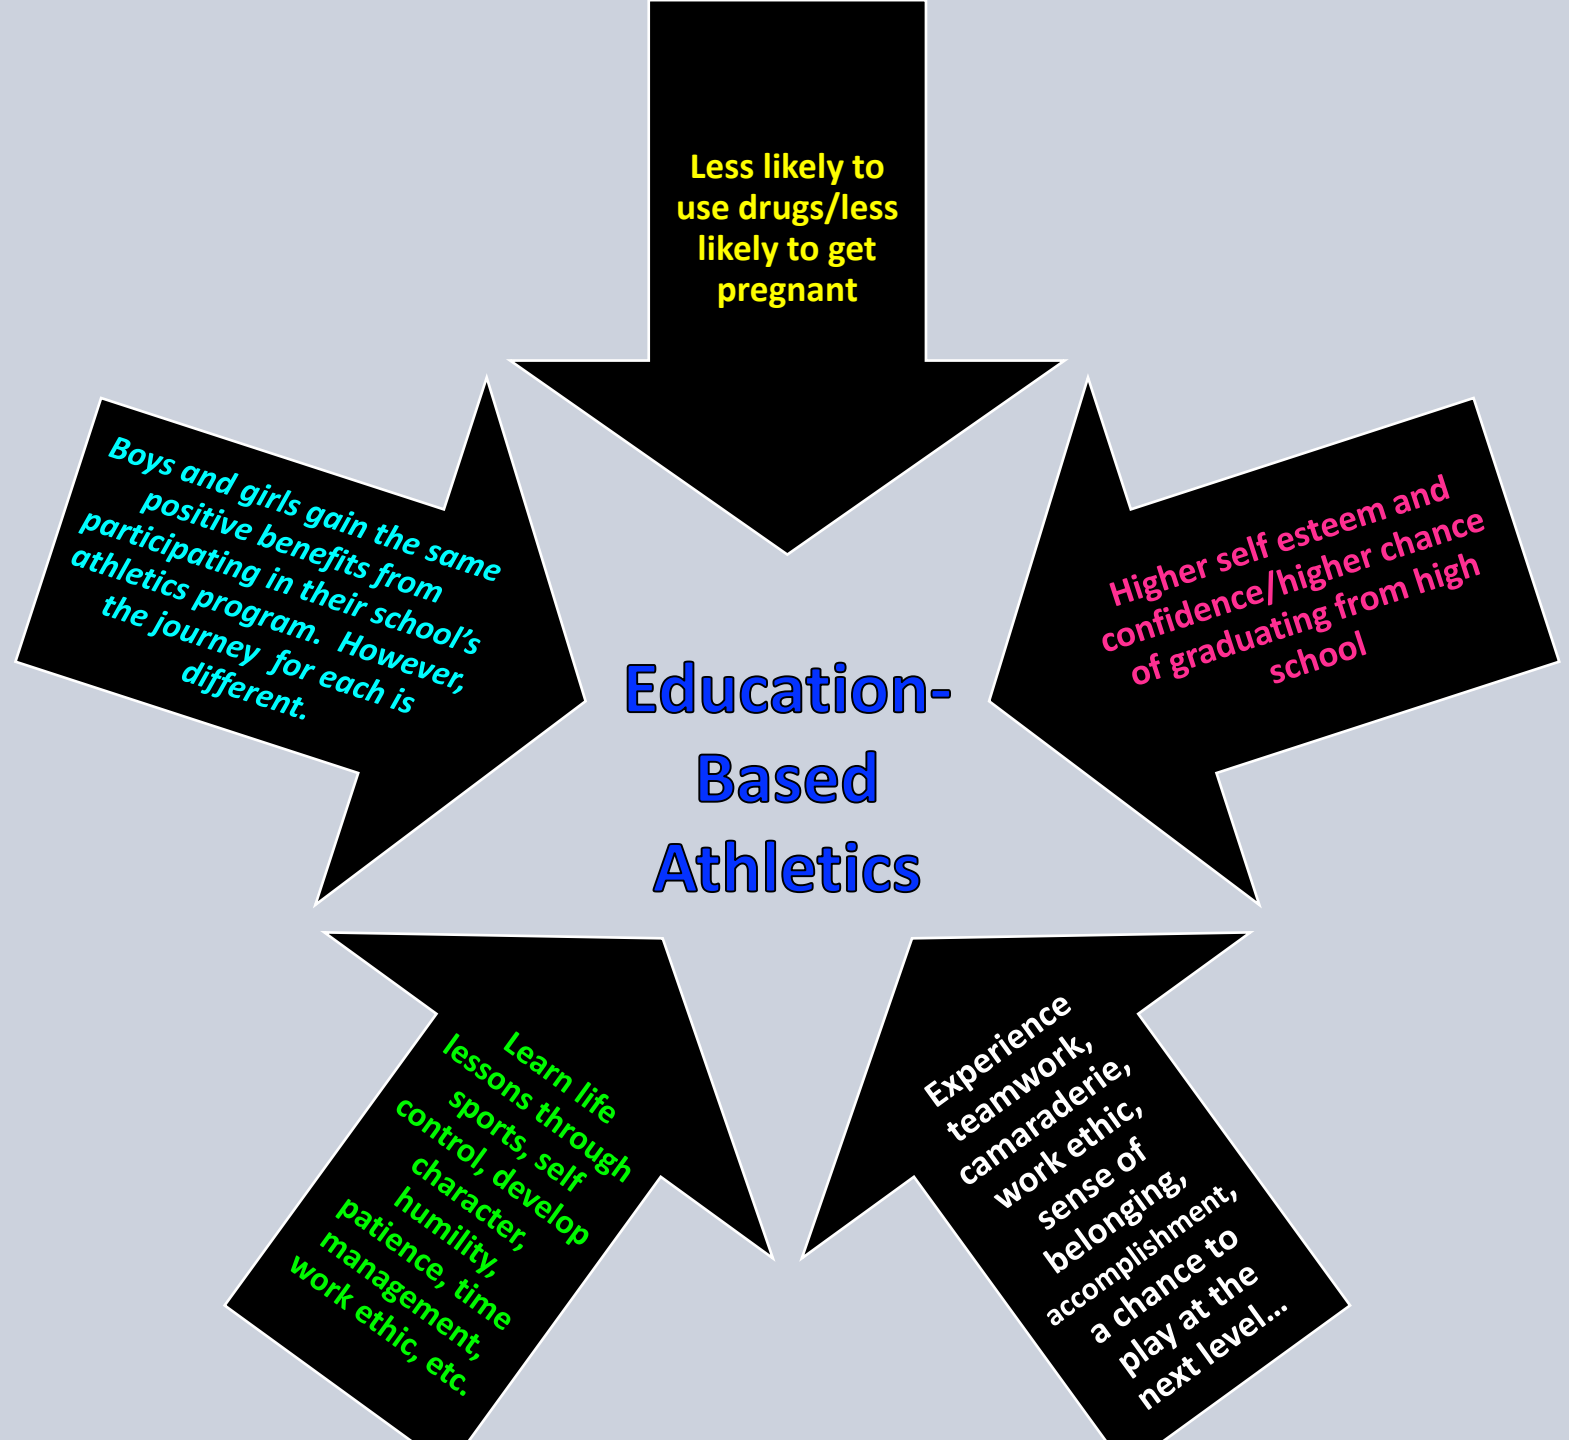 Less likely to
use drugs/less
likely to get
pregnant
Boys and girls gain the same
positive benefits from
participating in their school's
athletics program.  However,
the journey  for each is
different.
Higher self esteem and
confidence/higher chance
of graduating from high
school
Education-
Based
Athletics
Learn life
lessons through
sports, self
control, develop
character,
humility,
patience, time
management,
work ethic, etc.
Experience
teamwork,
camaraderie,
work ethic,
sense of
belonging,
accomplishment,
a chance to
play at the
next level...